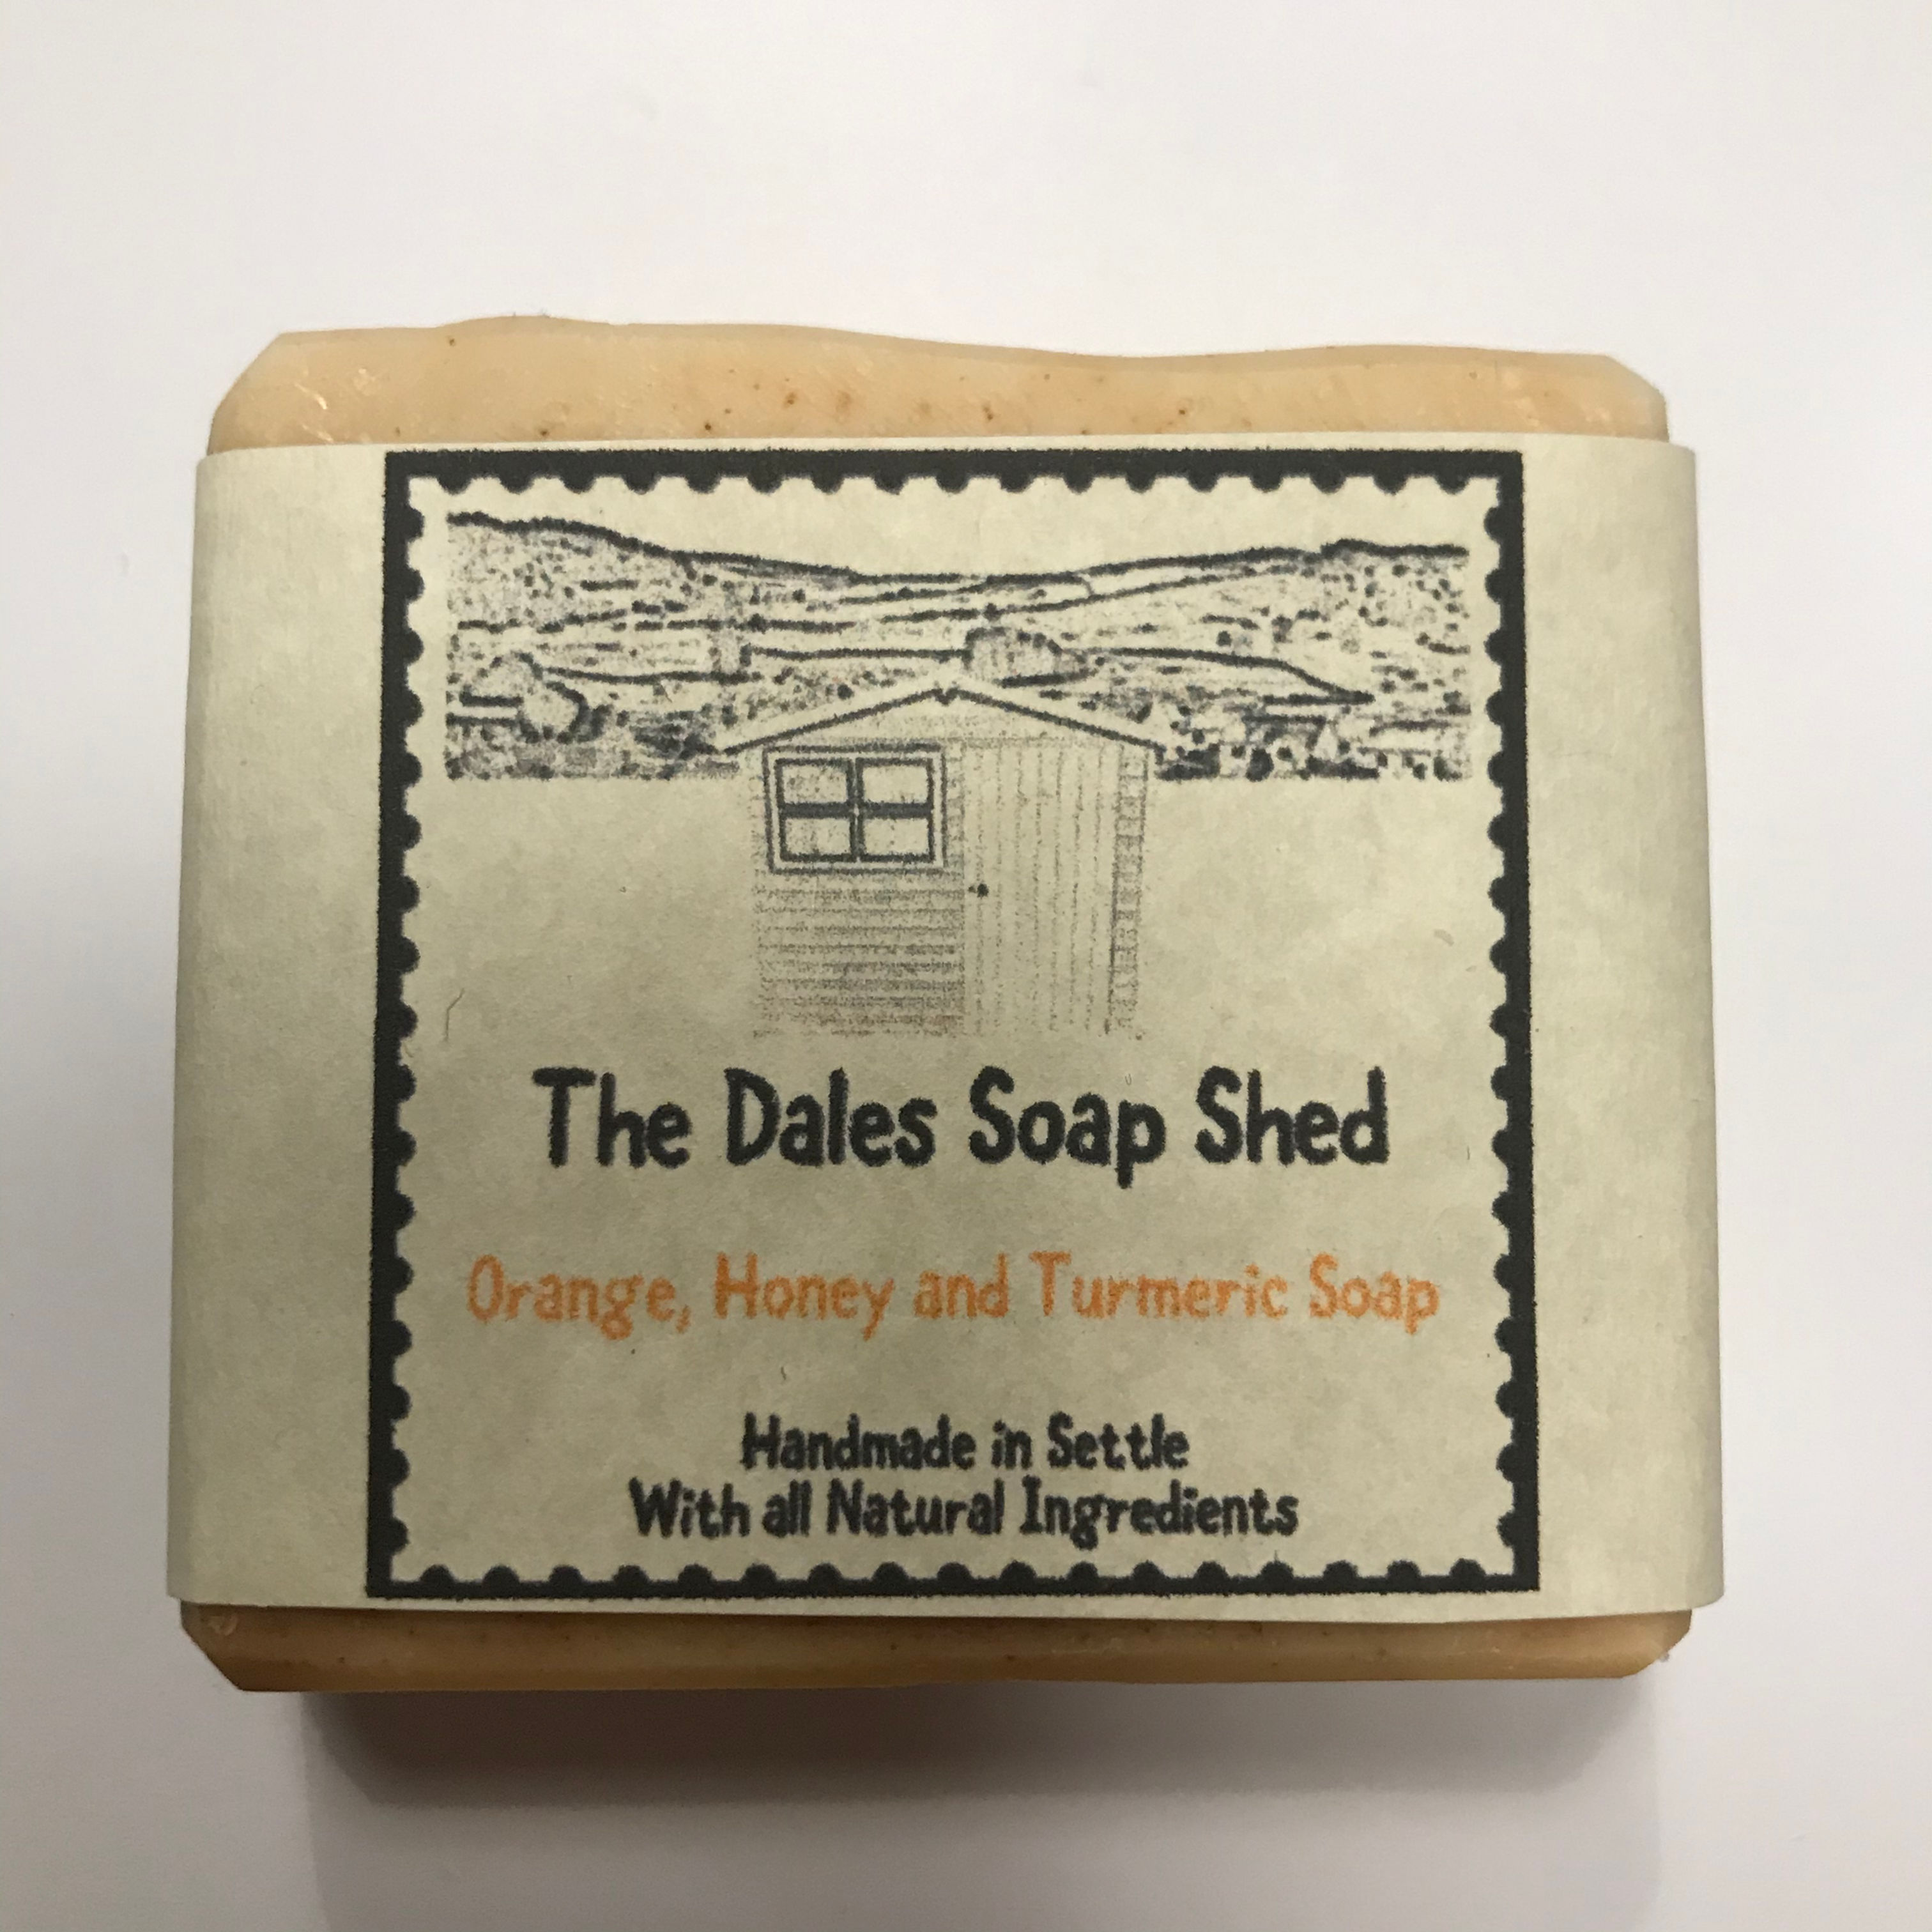 The Dales Soap Shed
Orange, Honey and Turmeric Soap
Handmade in Settle
With all Natural Ingredients